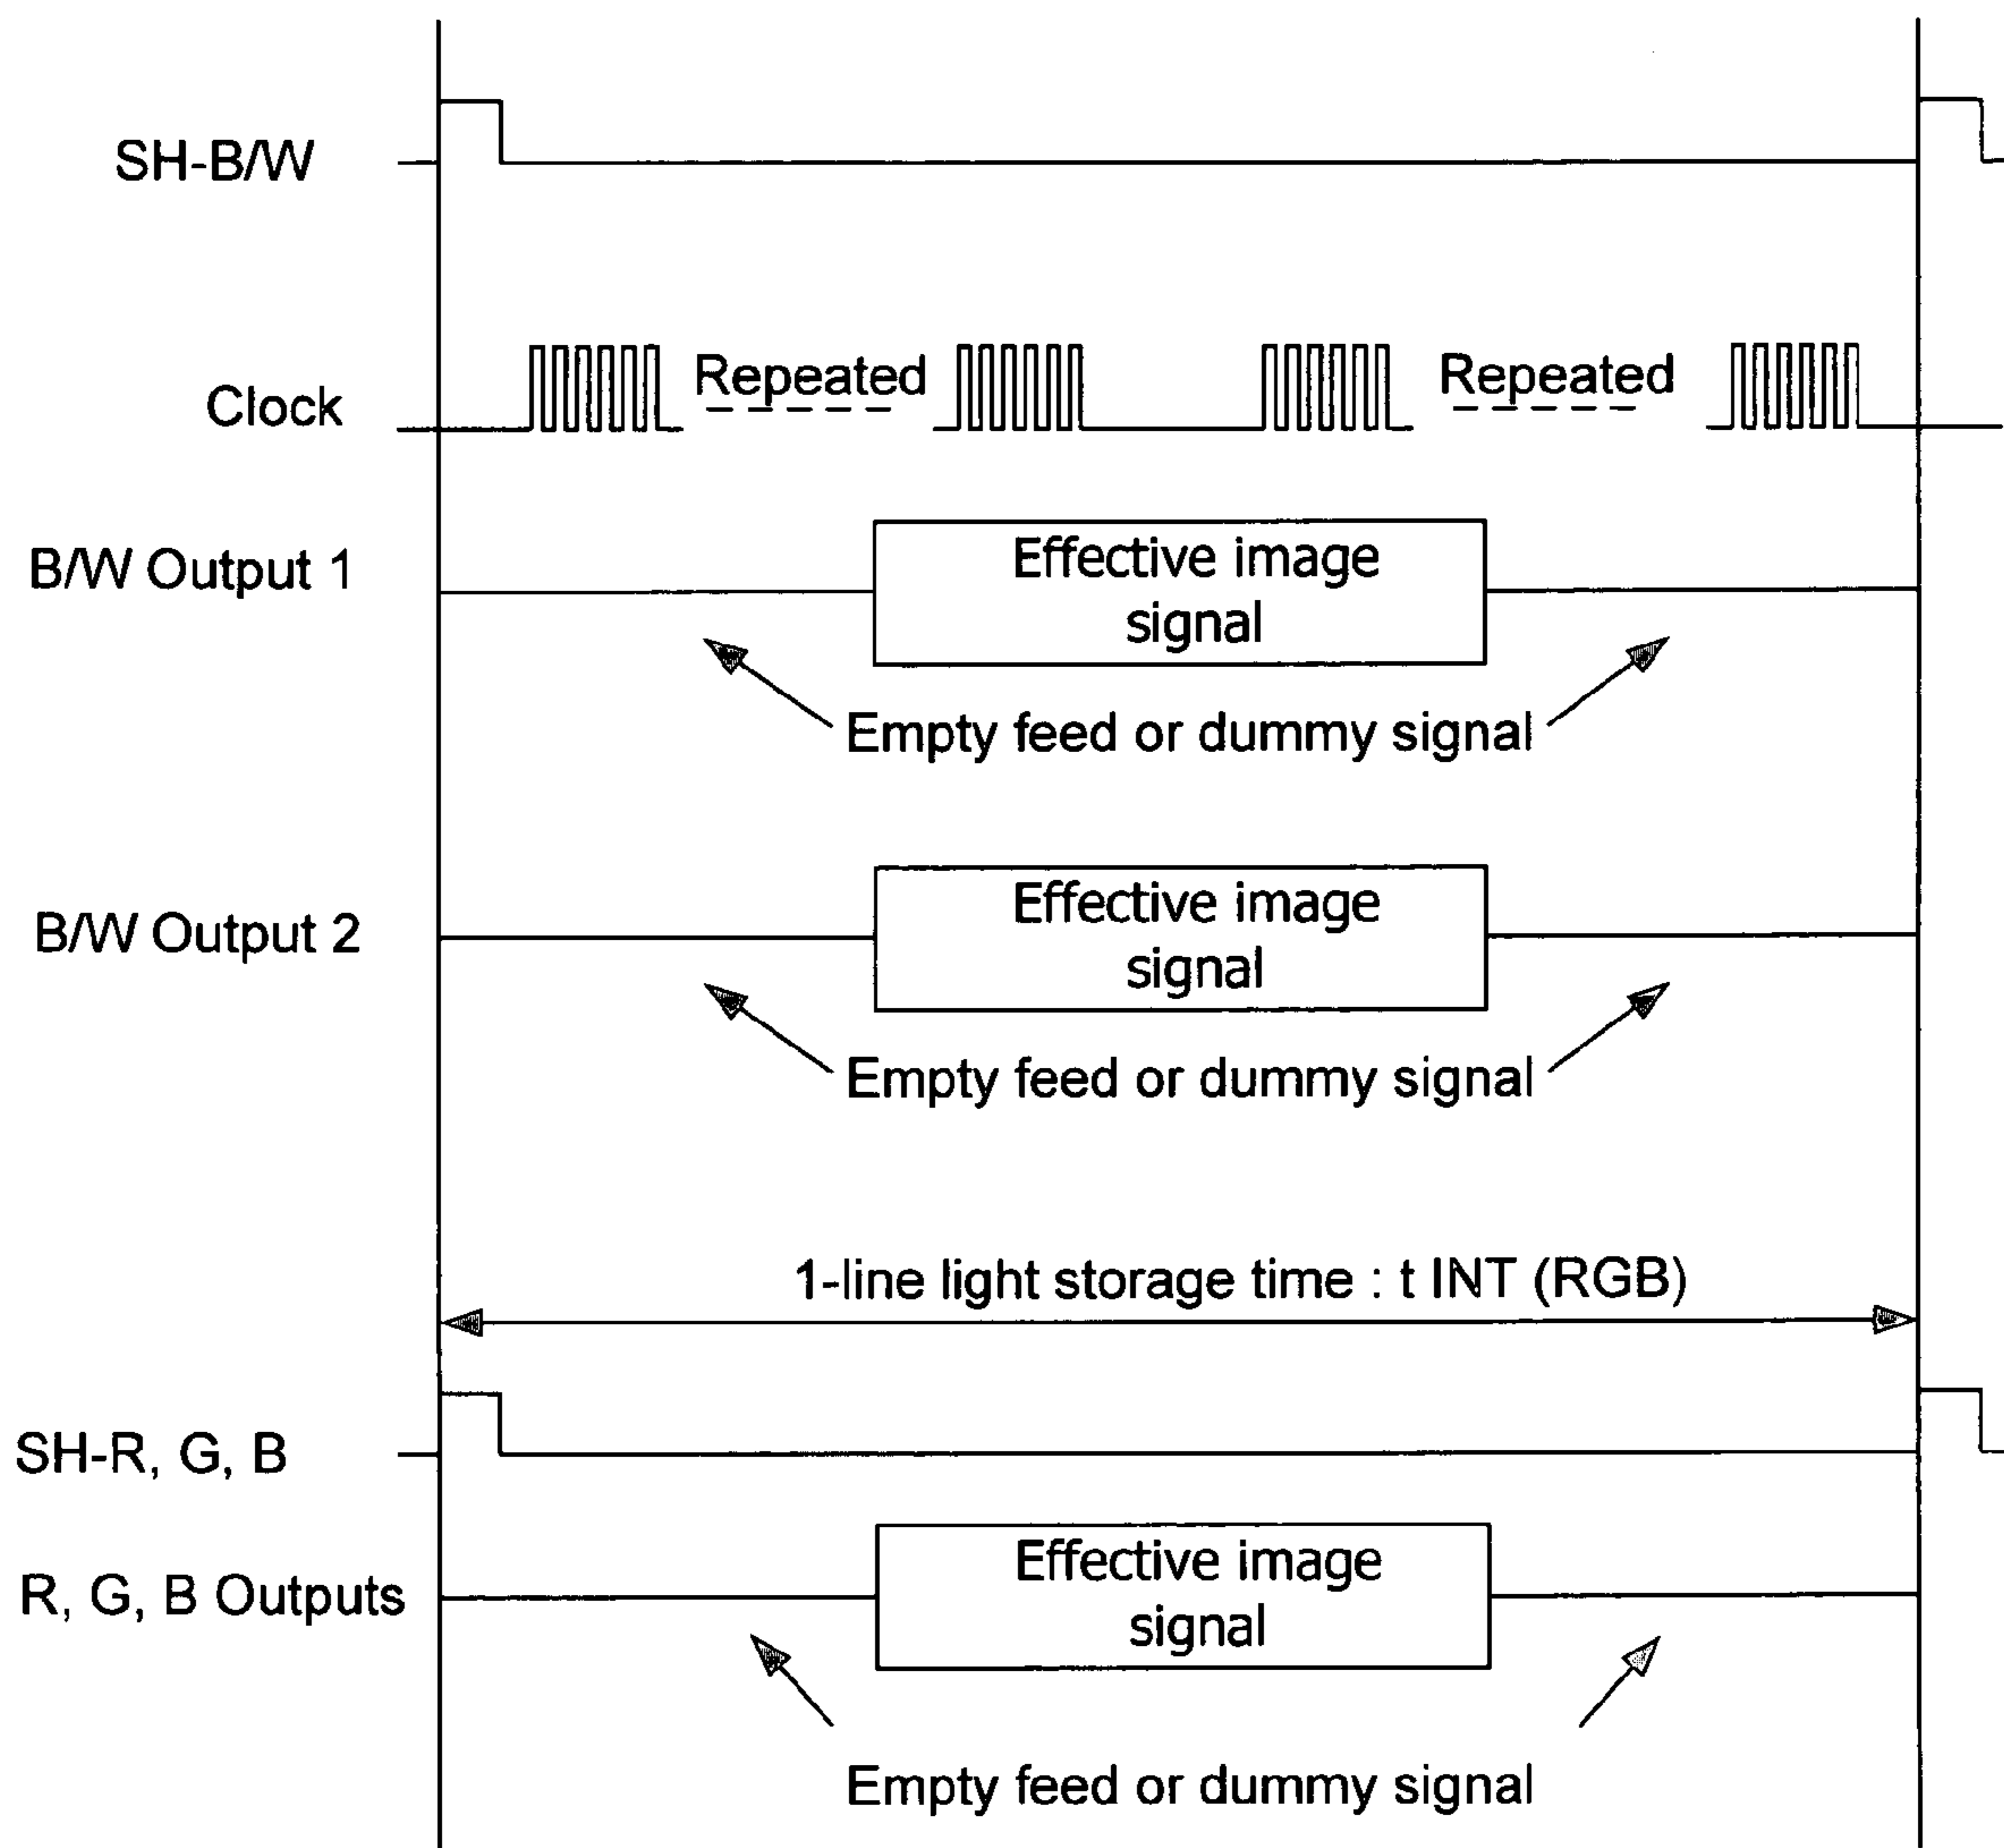 SH-B/W
Clock
Repeated
Repeated
B/W Output 1
Effective image
signal
Empty feed or dummy signal
B/W Output 2
Effective image
signal
Empty feed or dummy signal
1-line light storage time : t INT (RGB)
SH-R, G, B
R, G, B Outputs
Effective image
signal
Empty feed or dummy signal